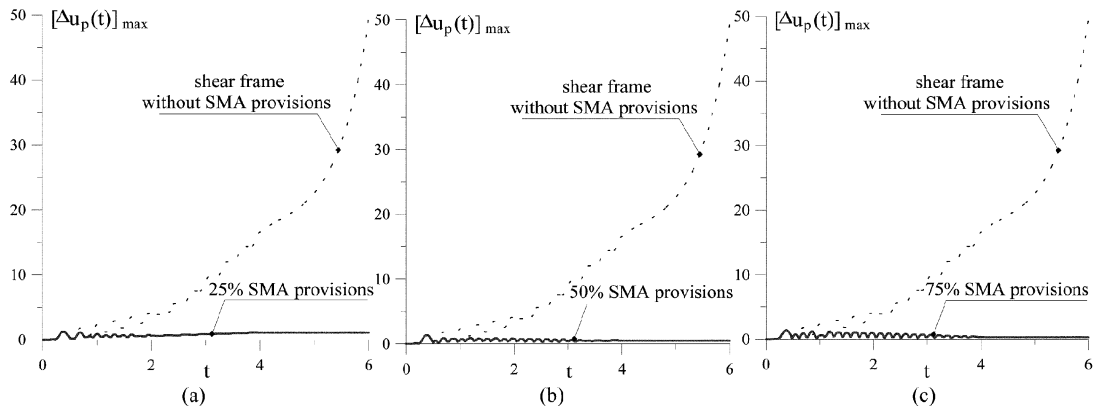 [Δu_p(t)] max
50
40
30
20
10
0
shear frame
without SMA provisions
25% SMA provisions
0 2 4 6
t
(a)
[Δu_p(t)] max
50
40
30
20
10
0
shear frame
without SMA provisions
50% SMA provisions
0 2 4 6
t
(b)
[Δu_p(t)] max
50
40
30
20
10
0
shear frame
without SMA provisions
75% SMA provisions
0 2 4 6
t
(c)